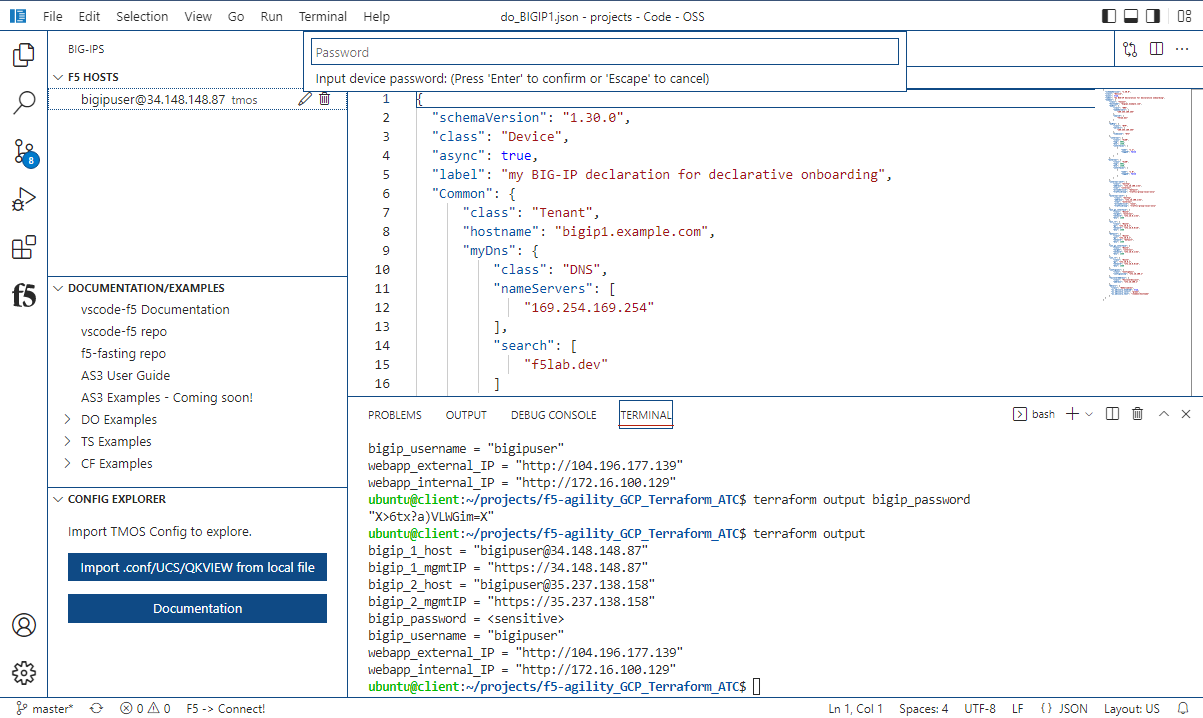 File Edit Selection View Go Run Terminal Help do_BIGIP1.json - projects - Code - OSS
BIG-IPS
F5 HOSTS
bigipuser@34.148.148.87 tmos
8
f5
DOCUMENTATION/EXAMPLES
vscode-f5 Documentation
vscode-f5 repo
f5-fasting repo
AS3 User Guide
AS3 Examples - Coming soon!
DO Examples
TS Examples
CF Examples
CONFIG EXPLORER
Import TMOS Config to explore.
Import .conf/UCS/QKVIEW from local file
Documentation
Password
Input device password: (Press 'Enter' to confirm or 'Escape' to cancel)
1 {
2 "schemaVersion": "1.30.0",
3 "class": "Device",
4 "async": true,
5 "label": "my BIG-IP declaration for declarative onboarding",
6 "Common": {
7 "class": "Tenant",
8 "hostname": "bigip1.example.com",
9 "myDns": {
10 "class": "DNS",
11 "nameServers": [
12 "169.254.169.254"
13 ],
14 "search": [
15 "f5lab.dev"
16 ]
PROBLEMS OUTPUT DEBUG CONSOLE TERMINAL bash
bigip_username = "bigipuser"
webapp_external_IP = "http://104.196.177.139"
webapp_internal_IP = "http://172.16.100.129"
ubuntu@client:~/projects/f5-agility_GCP_Terraform_ATC$ terraform output bigip_password
"X>6tx?a)VLWGim=X"
ubuntu@client:~/projects/f5-agility_GCP_Terraform_ATC$ terraform output
bigip_1_host = "bigipuser@34.148.148.87"
bigip_1_mgmtIP = "https://34.148.148.87"
bigip_2_host = "bigipuser@35.237.138.158"
bigip_2_mgmtIP = "https://35.237.138.158"
bigip_password = <sensitive>
bigip_username = "bigipuser"
webapp_external_IP = "http://104.196.177.139"
webapp_internal_IP = "http://172.16.100.129"
ubuntu@client:~/projects/f5-agility_GCP_Terraform_ATC$
master* 0 0 F5 -> Connect! Ln 1, Col 1 Spaces: 4 UTF-8 LF {} JSON Layout: US